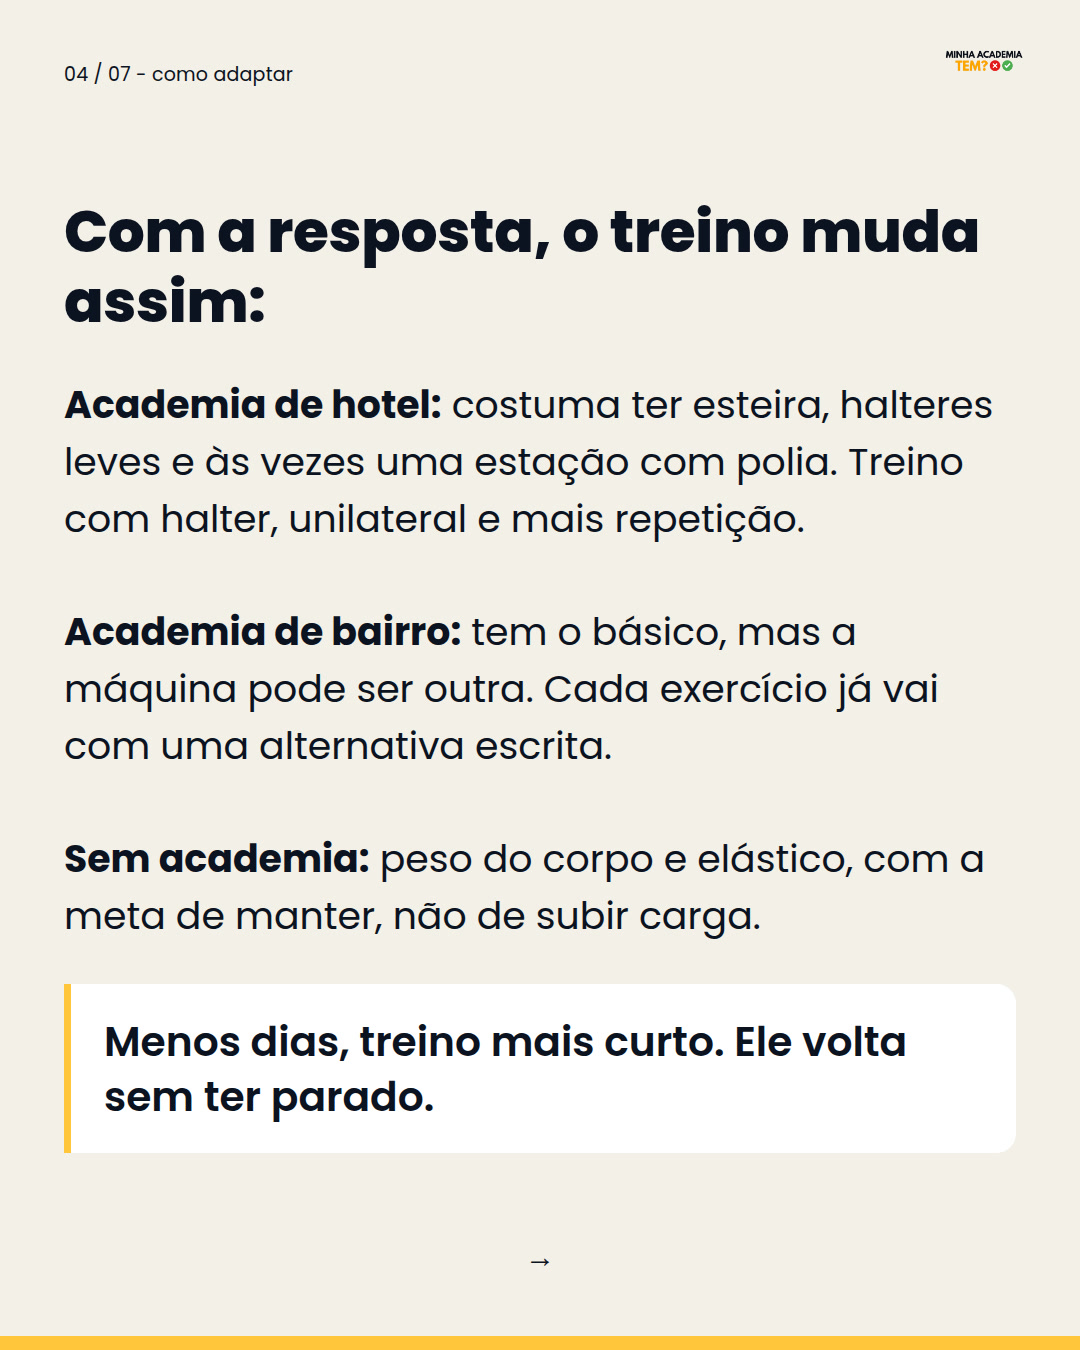 04 / 07 - como adaptar
MINHA ACADEMIA
TEM?
Com a resposta, o treino muda
assim:
Academia de hotel: costuma ter esteira, halteres
leves e às vezes uma estação com polia. Treino
com halter, unilateral e mais repetição.
Academia de bairro: tem o básico, mas a
máquina pode ser outra. Cada exercício já vai
com uma alternativa escrita.
Sem academia: peso do corpo e elástico, com a
meta de manter, não de subir carga.
Menos dias, treino mais curto. Ele volta
sem ter parado.
→